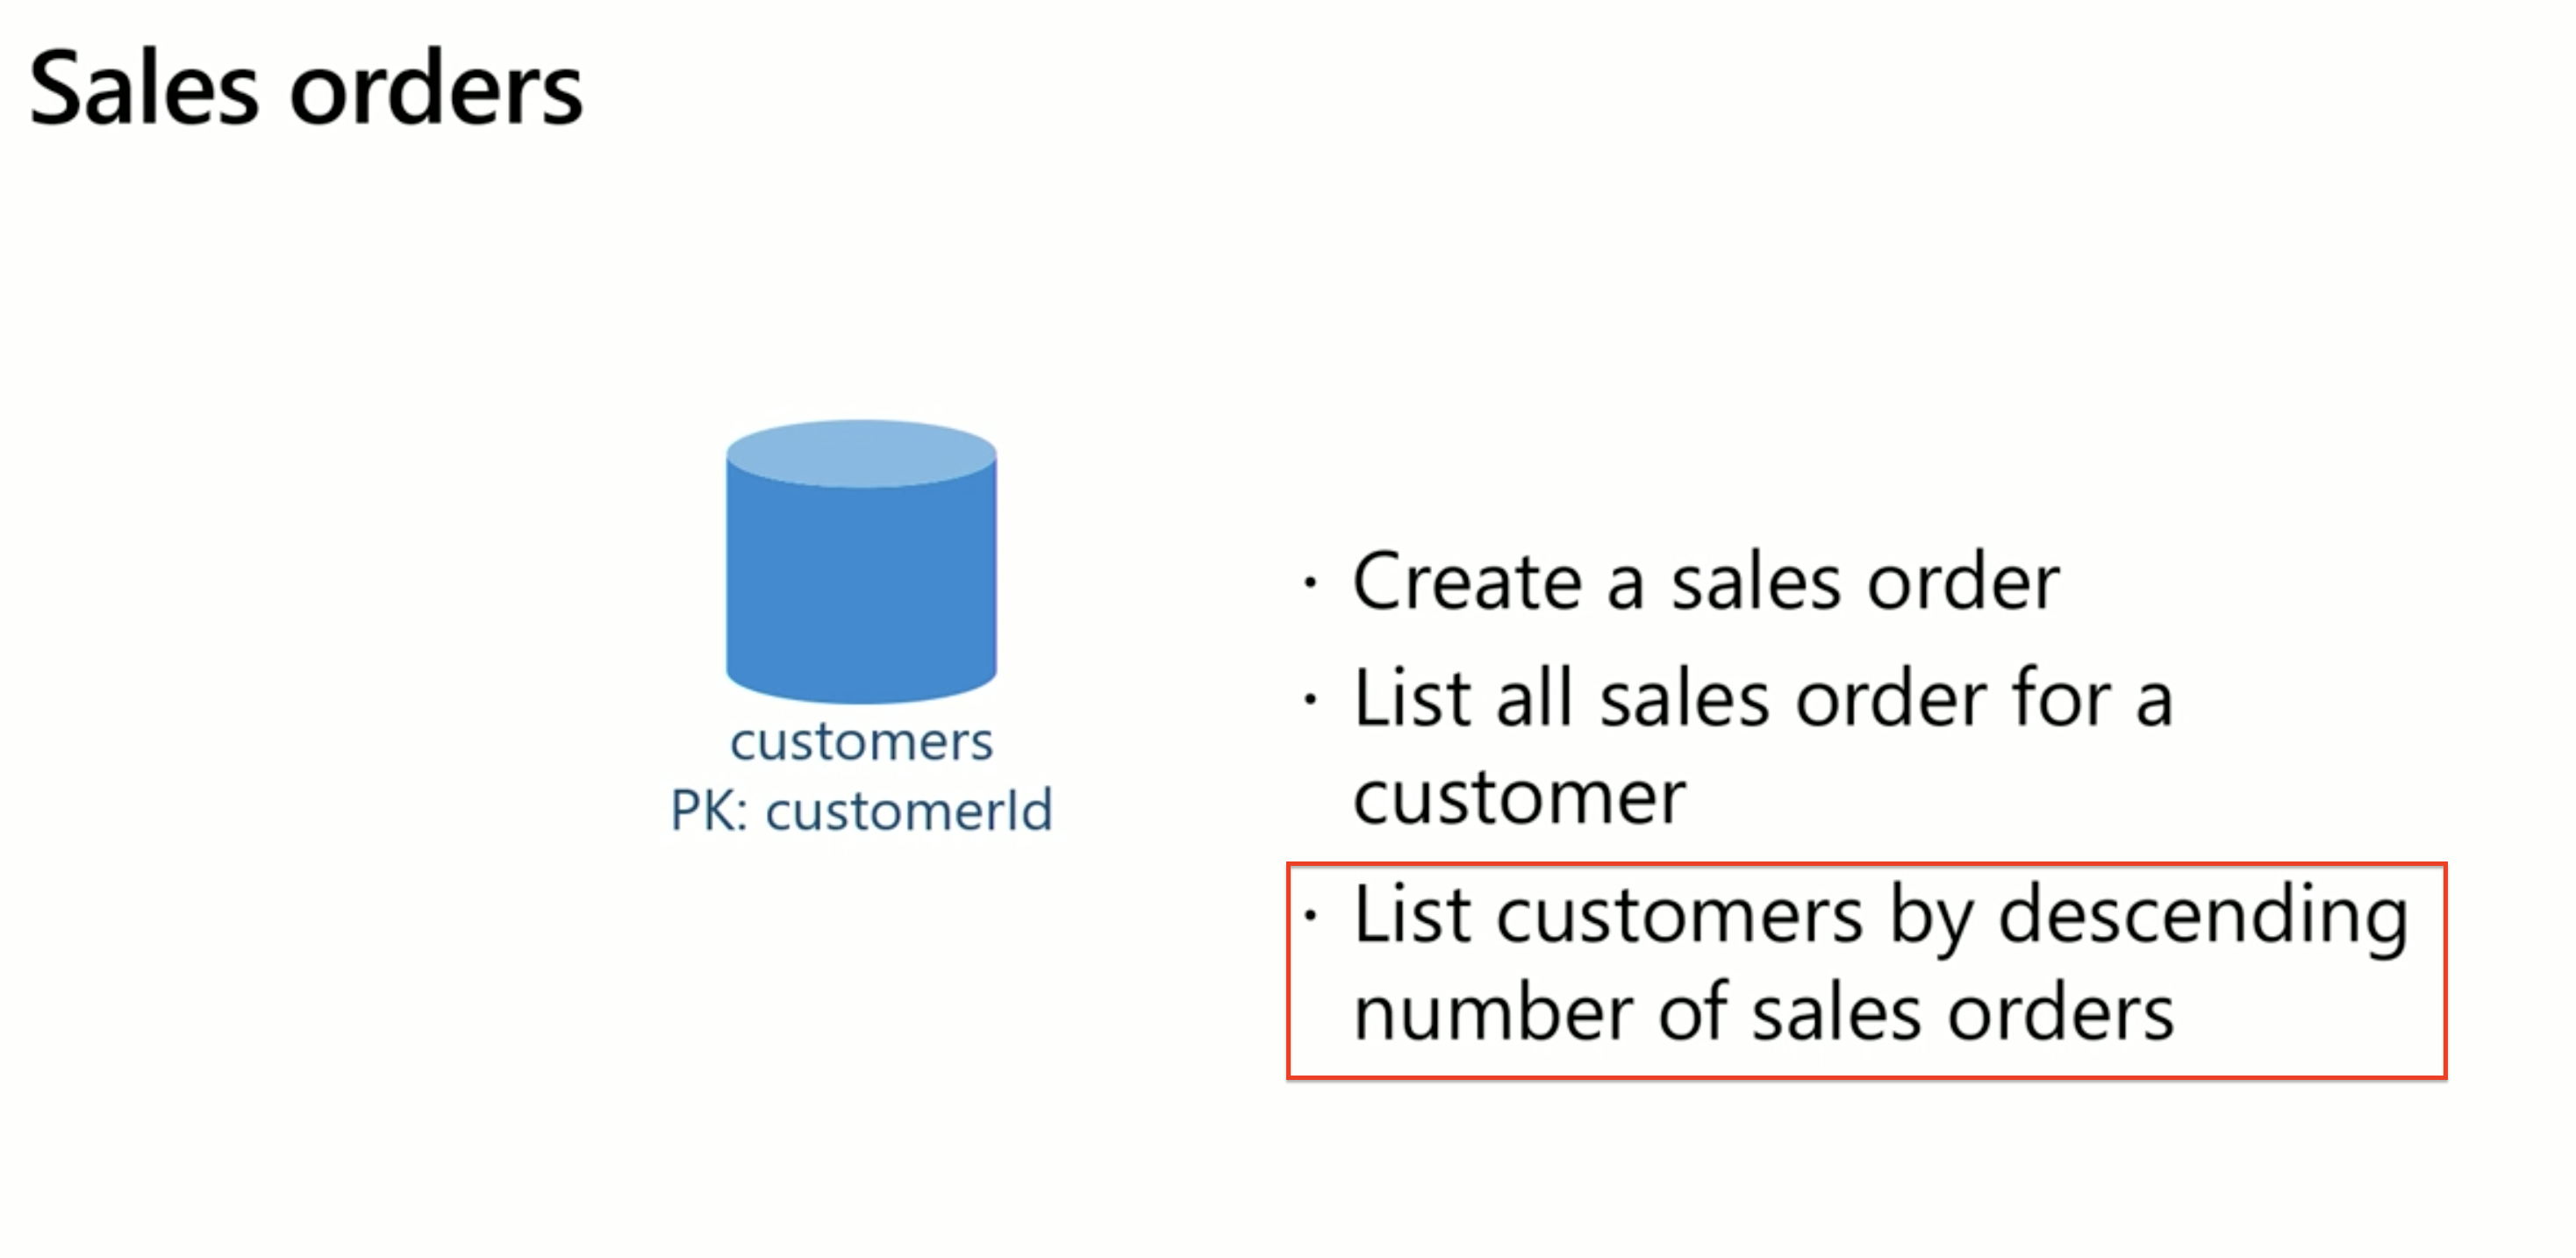 Sales orders
customers
PK: customerId
· Create a sales order
· List all sales order for a
customer
· List customers by descending
number of sales orders